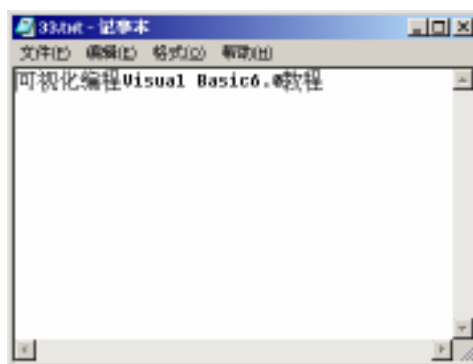 33.txt - 记事本
文件(F) 编辑(E) 格式(O) 帮助(H)
可视化编程Visual Basic6.0教程